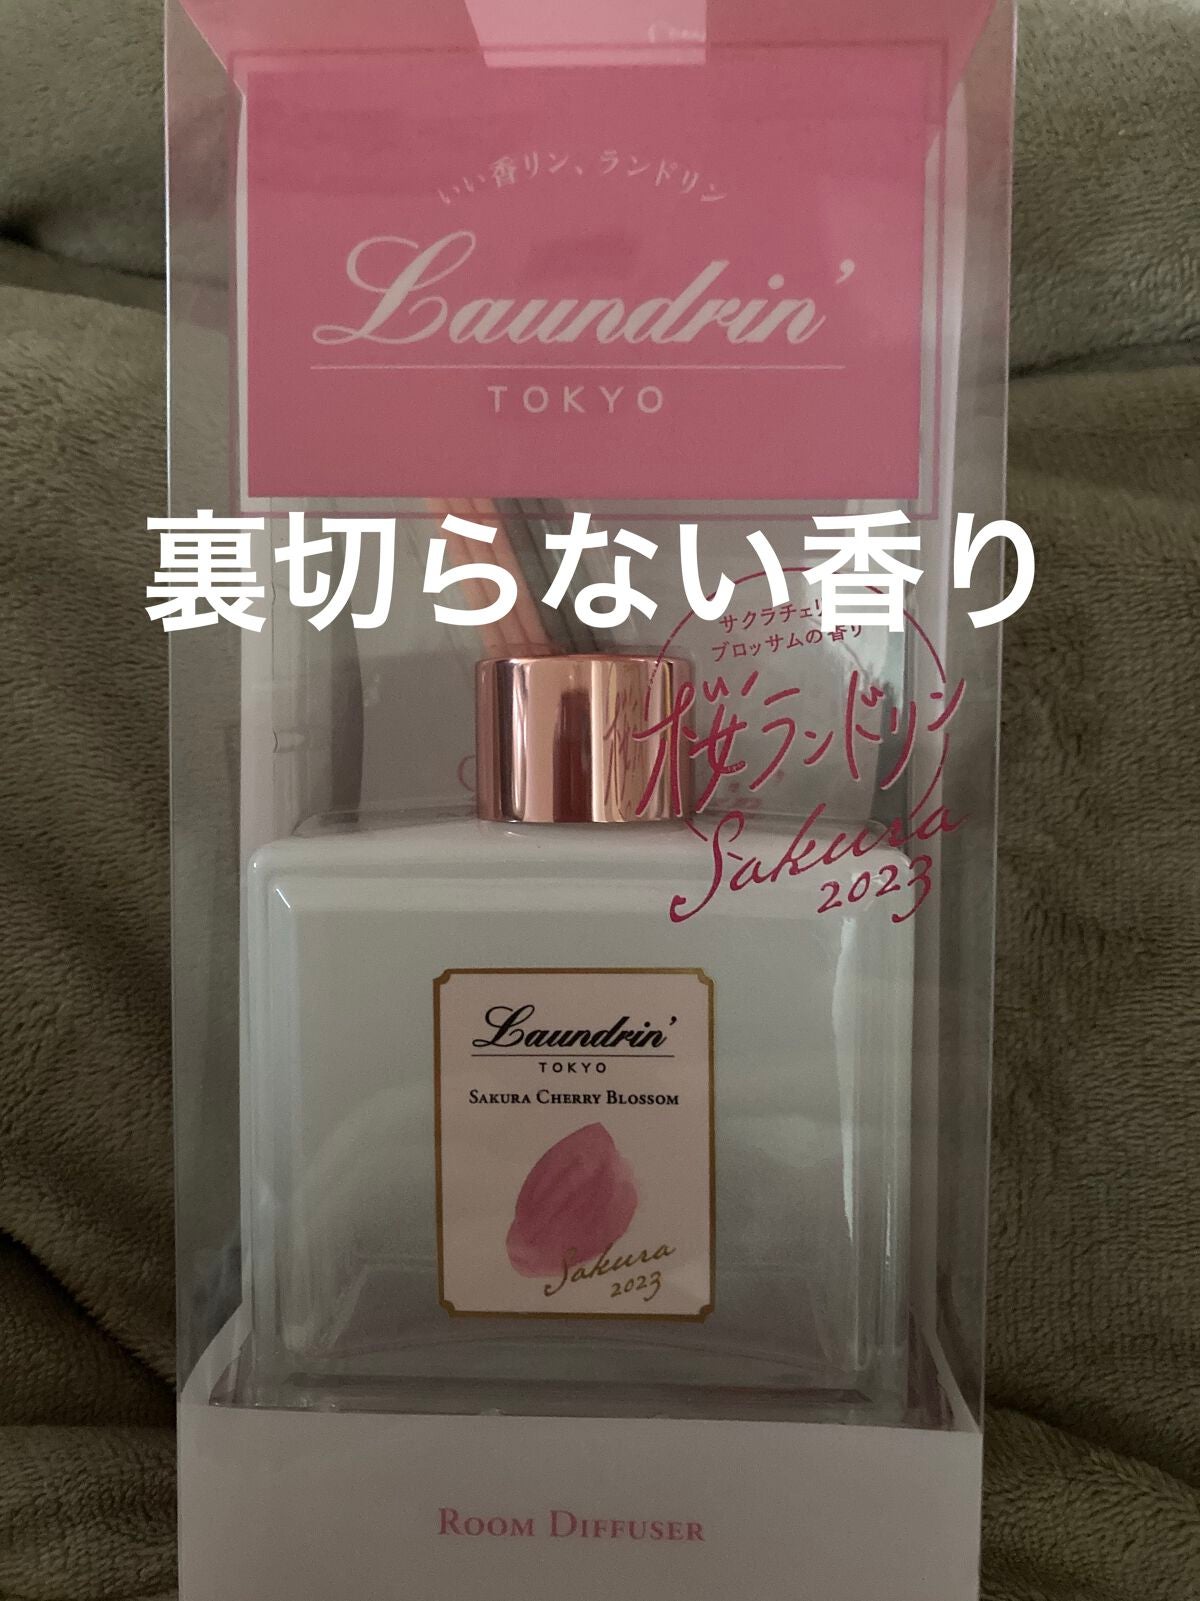 いい香リン、ランドリン
Laundrin'
TOKYO
裏切らない香り
サクラチェリ
ブロッサムの香り
桜ランドリン
Sakura
2023
Laundrin'
TOKYO
SAKURA CHERRY BLOSSOM
Sakura
2023
ROOM DIFFUSER